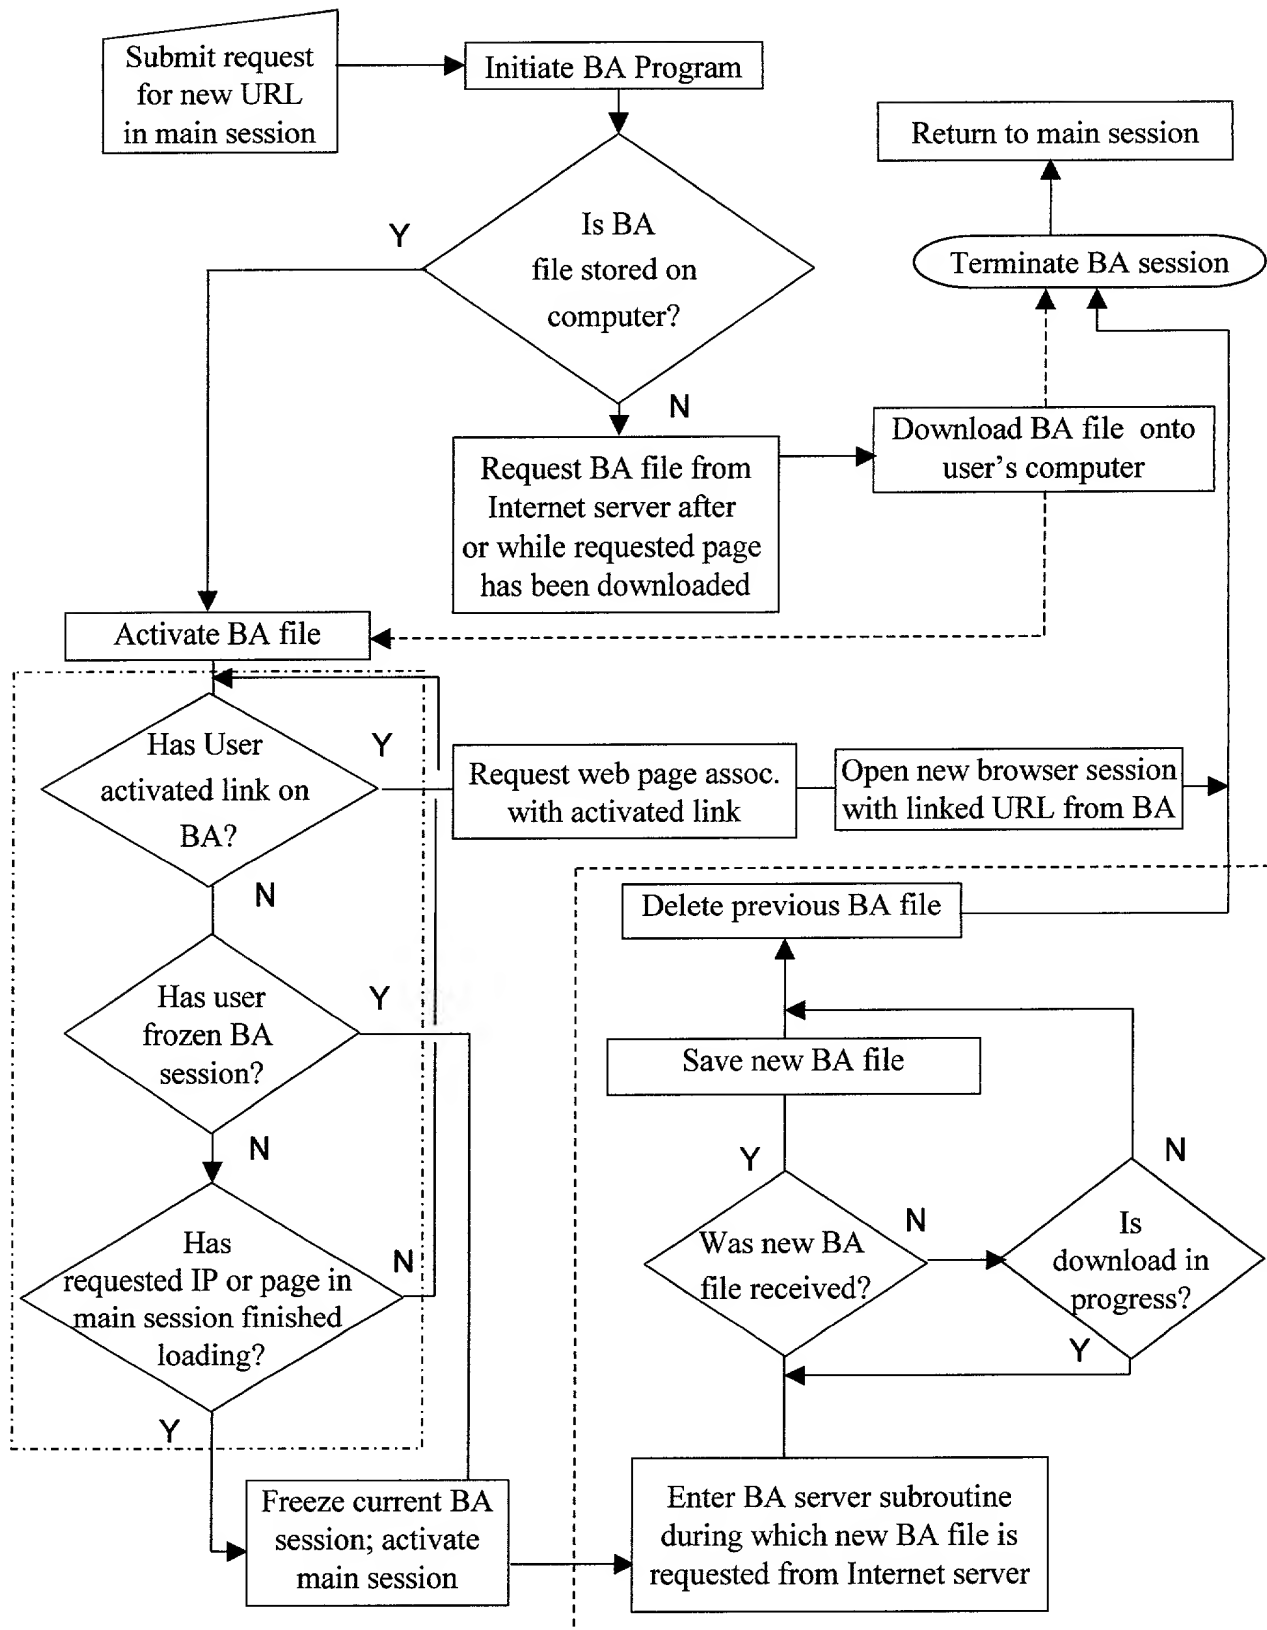 Submit request
for new URL
in main session
Initiate BA Program
Return to main session
Terminate BA session
Is BA
file stored on
computer?
Y
N
Request BA file from
Internet server after
or while requested page
has been downloaded
Download BA file onto
user's computer
Activate BA file
Has User
activated link on
BA?
Y
N
Request web page assoc.
with activated link
Open new browser session
with linked URL from BA
Delete previous BA file
Has user
frozen BA
session?
Y
N
Save new BA file
Y
Was new BA
file received?
N
Is
download in
progress?
N
Y
Has
requested IP or page in
main session finished
loading?
N
Y
Freeze current BA
session; activate
main session
Enter BA server subroutine
during which new BA file is
requested from Internet server